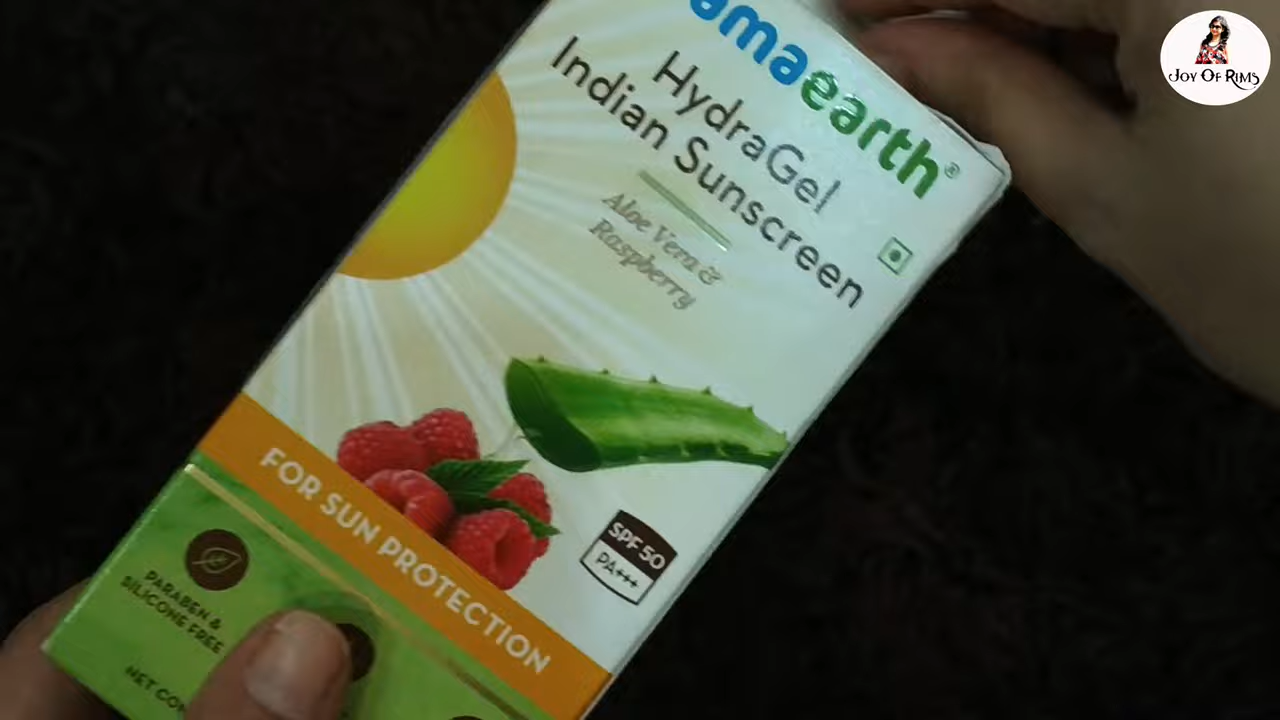 amaearth®
HydraGel
Indian Sunscreen
Aloe Vera &
Raspberry
SPF 50
PA+++
FOR SUN PROTECTION
PARABEN &
SILICONE FREE
NET CON
JOY OF RIMS